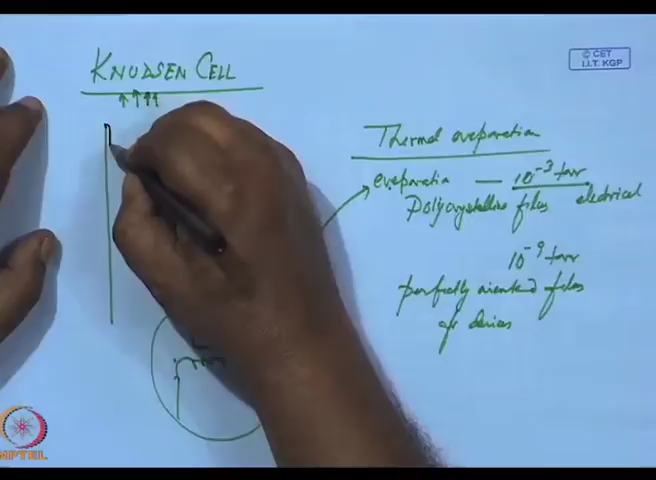 KNUDSEN CELL
© CET
I.I.T. KGP
Thermal evaporation
evaporatia — 10⁻³ torr
Polycrystalline films electrical
10⁻⁹ torr
perfectly oriented films
for devices
NPTEL